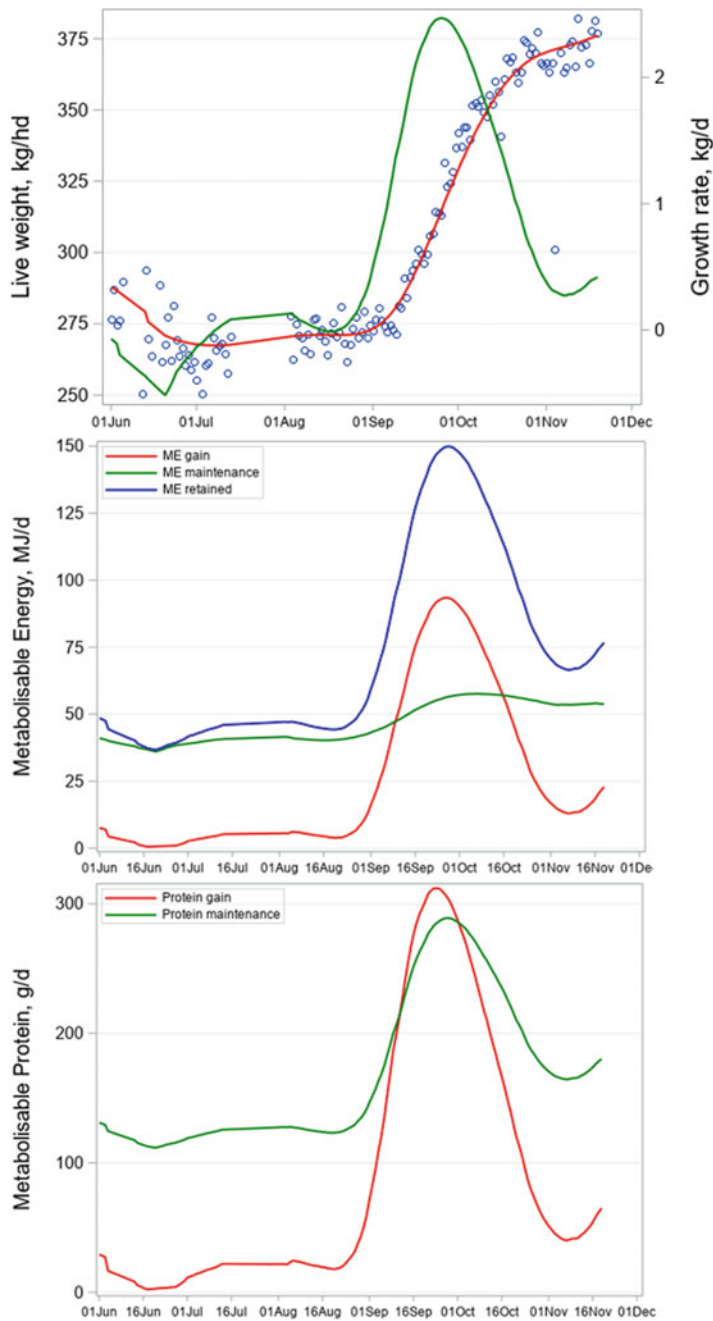 Live weight, kg/hd
375
350
325
300
275
250
2
1
0
Growth rate, kg/d
01Jun 01Jul 01Aug 01Sep 01Oct 01Nov 01Dec
Metabolisable Energy, MJ/d
150
125
100
75
50
25
0
ME gain
ME maintenance
ME retained
01Jun 16Jun 01Jul 16Jul 01Aug 16Aug 01Sep 16Sep 01Oct 16Oct 01Nov 16Nov 01De
Metabolisable Protein, g/d
300
200
100
0
Protein gain
Protein maintenance
01Jun 16Jun 01Jul 16Jul 01Aug 16Aug 01Sep 16Sep 01Oct 16Oct 01Nov 16Nov 01Dec